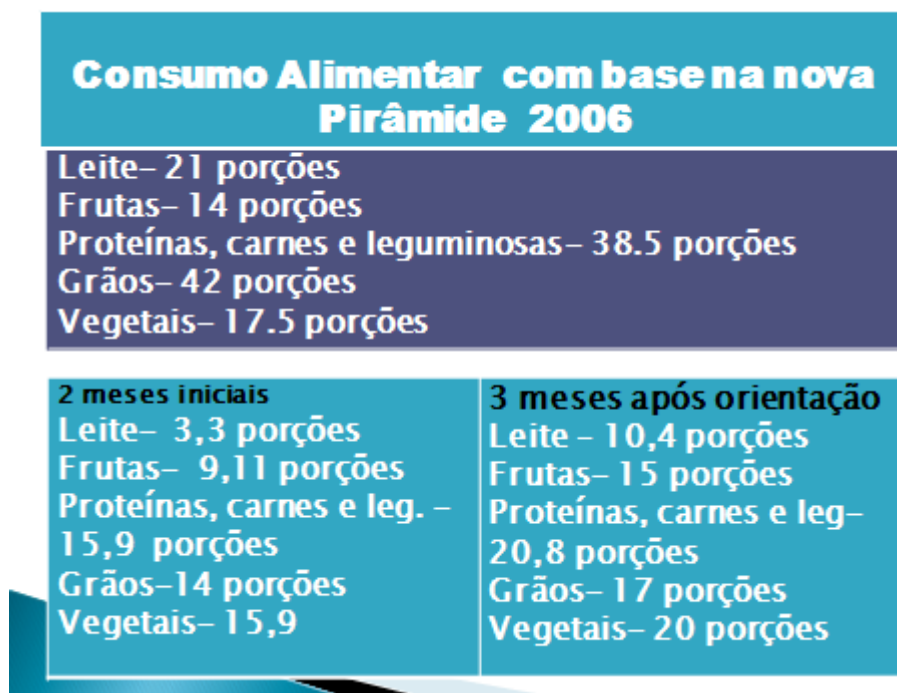 Consumo Alimentar com base na nova
Pirâmide 2006
Leite– 21 porções
Frutas– 14 porções
Proteínas, carnes e leguminosas– 38.5 porções
Grãos– 42 porções
Vegetais– 17.5 porções
2 meses iniciais
Leite– 3,3 porções
Frutas– 9,11 porções
Proteínas, carnes e leg. –
15,9 porções
Grãos–14 porções
Vegetais– 15,9
3 meses após orientação
Leite – 10,4 porções
Frutas– 15 porções
Proteínas, carnes e leg–
20,8 porções
Grãos– 17 porções
Vegetais– 20 porções